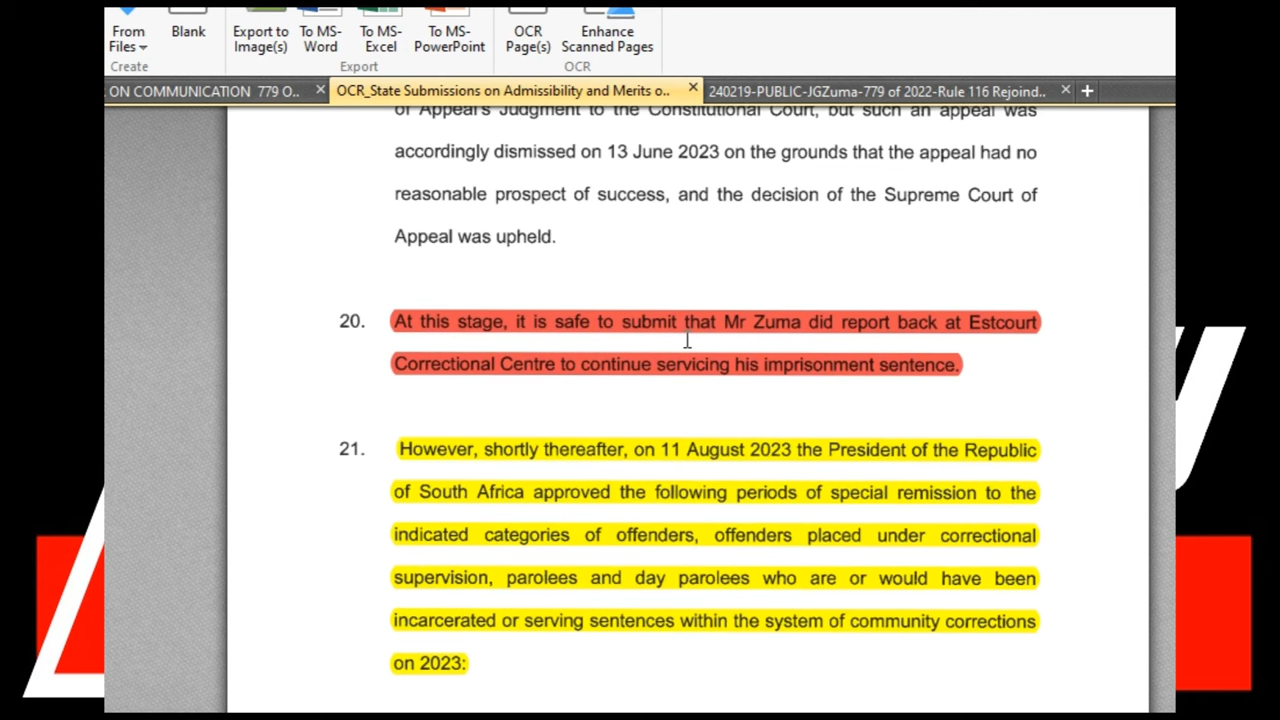 From
Files
Blank
Export to
Image(s)
To MS-
Word
To MS-
Excel
To MS-
PowerPoint
OCR
Page(s)
Enhance
Scanned Pages
Create
Export
OCR
ON COMMUNICATION 779 O..
OCR_State Submissions on Admissibility and Merits o..
240219-PUBLIC-JGZuma-779 of 2022-Rule 116 Rejoind..
of Appeal's Judgment to the Constitutional Court, but such an appeal was
accordingly dismissed on 13 June 2023 on the grounds that the appeal had no
reasonable prospect of success, and the decision of the Supreme Court of
Appeal was upheld.
20. At this stage, it is safe to submit that Mr Zuma did report back at Estcourt
Correctional Centre to continue servicing his imprisonment sentence.
21. However, shortly thereafter, on 11 August 2023 the President of the Republic
of South Africa approved the following periods of special remission to the
indicated categories of offenders, offenders placed under correctional
supervision, parolees and day parolees who are or would have been
incarcerated or serving sentences within the system of community corrections
on 2023: